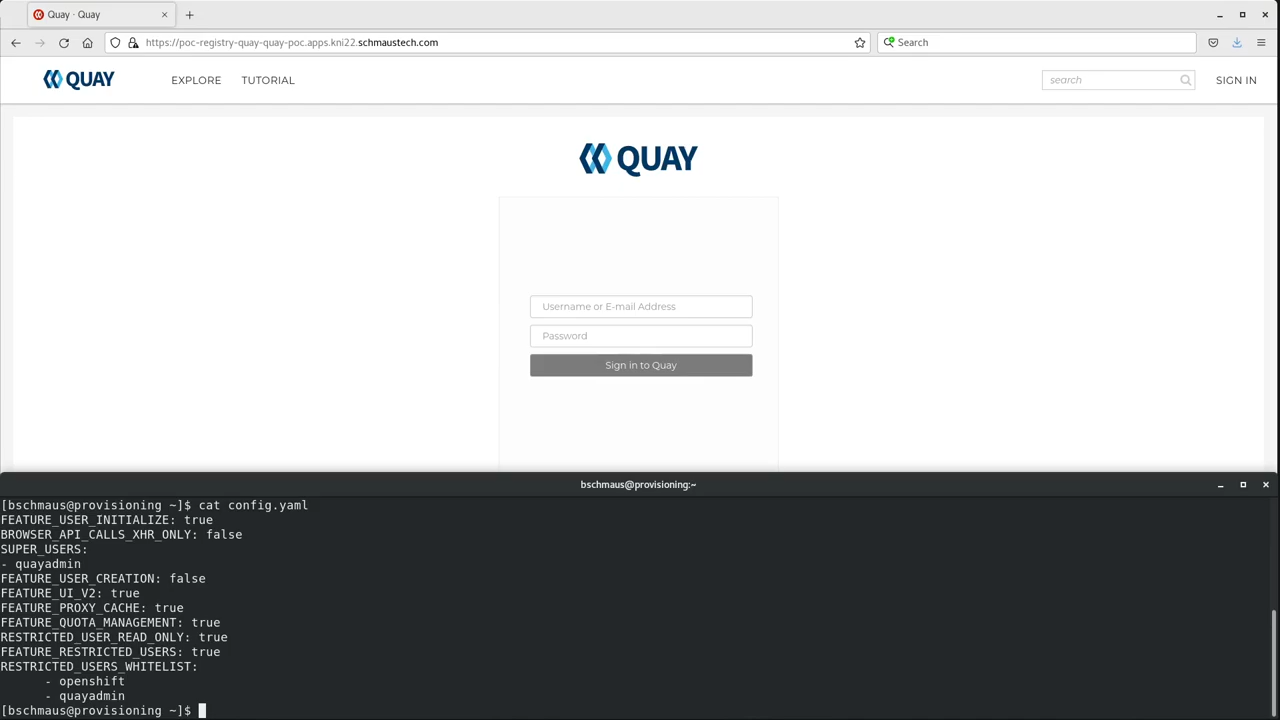 Quay · Quay
https://poc-registry-quay-quay-poc.apps.kni22.schmaustech.com
Search
QUAY
EXPLORE
TUTORIAL
search
SIGN IN
QUAY
Username or E-mail Address
Password
Sign in to Quay
bschmaus@provisioning:~
[bschmaus@provisioning ~]$ cat config.yaml
FEATURE_USER_INITIALIZE: true
BROWSER_API_CALLS_XHR_ONLY: false
SUPER_USERS:
- quayadmin
FEATURE_USER_CREATION: false
FEATURE_UI_V2: true
FEATURE_PROXY_CACHE: true
FEATURE_QUOTA_MANAGEMENT: true
RESTRICTED_USER_READ_ONLY: true
FEATURE_RESTRICTED_USERS: true
RESTRICTED_USERS_WHITELIST:
      - openshift
      - quayadmin
[bschmaus@provisioning ~]$